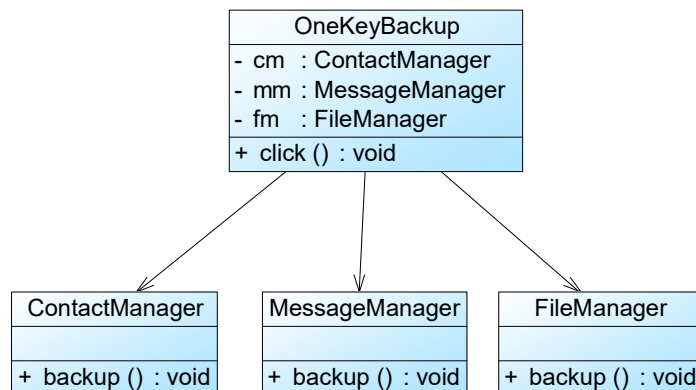 OneKeyBackup
- cm : ContactManager
- mm : MessageManager
- fm : FileManager
+ click () : void
ContactManager
+ backup () : void
MessageManager
+ backup () : void
FileManager
+ backup () : void